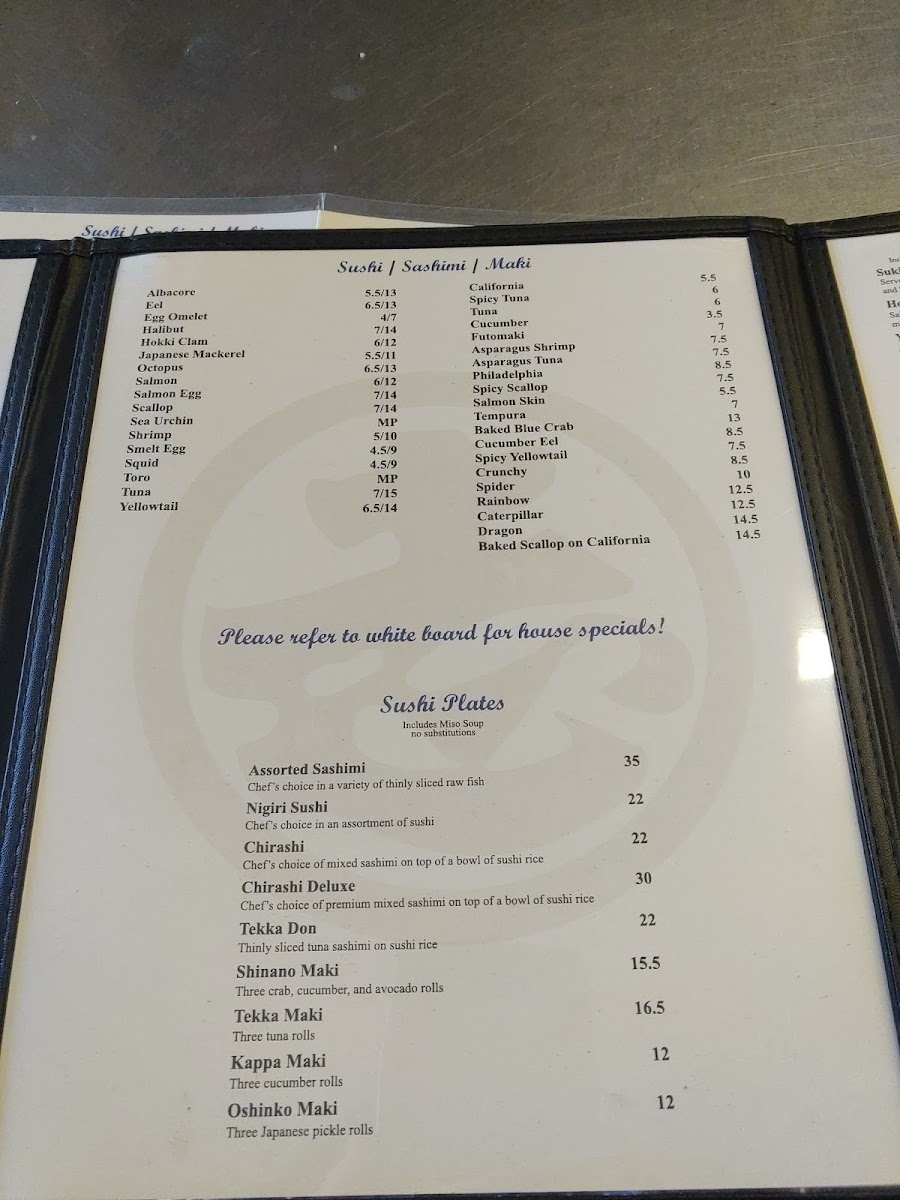 Sushi / Sashimi / Maki
Sushi / Sashimi / Maki
Albacore 5.5/13
Eel 6.5/13
Egg Omelet 4/7
Halibut 7/14
Hokki Clam 6/12
Japanese Mackerel 5.5/11
Octopus 6.5/13
Salmon 6/12
Salmon Egg 7/14
Scallop 7/14
Sea Urchin MP
Shrimp 5/10
Smelt Egg 4.5/9
Squid 4.5/9
Toro MP
Tuna 7/15
Yellowtail 6.5/14
California 5.5
Spicy Tuna 6
Tuna 6
Cucumber 3.5
Futomaki 7
Asparagus Shrimp 7.5
Asparagus Tuna 7.5
Philadelphia 8.5
Spicy Scallop 7.5
Salmon Skin 5.5
Tempura 7
Baked Blue Crab 13
Cucumber Eel 8.5
Spicy Yellowtail 7.5
Crunchy 8.5
Spider 10
Rainbow 12.5
Caterpillar 12.5
Dragon 14.5
Baked Scallop on California 14.5
Please refer to white board for house specials!
Sushi Plates
Includes Miso Soup
no substitutions
Assorted Sashimi 35
Chef's choice in a variety of thinly sliced raw fish
Nigiri Sushi 22
Chef's choice in an assortment of sushi
Chirashi 22
Chef's choice of mixed sashimi on top of a bowl of sushi rice
Chirashi Deluxe 30
Chef's choice of premium mixed sashimi on top of a bowl of sushi rice
Tekka Don 22
Thinly sliced tuna sashimi on sushi rice
Shinano Maki 15.5
Three crab, cucumber, and avocado rolls
Tekka Maki 16.5
Three tuna rolls
Kappa Maki 12
Three cucumber rolls
Oshinko Maki 12
Three Japanese pickle rolls
and